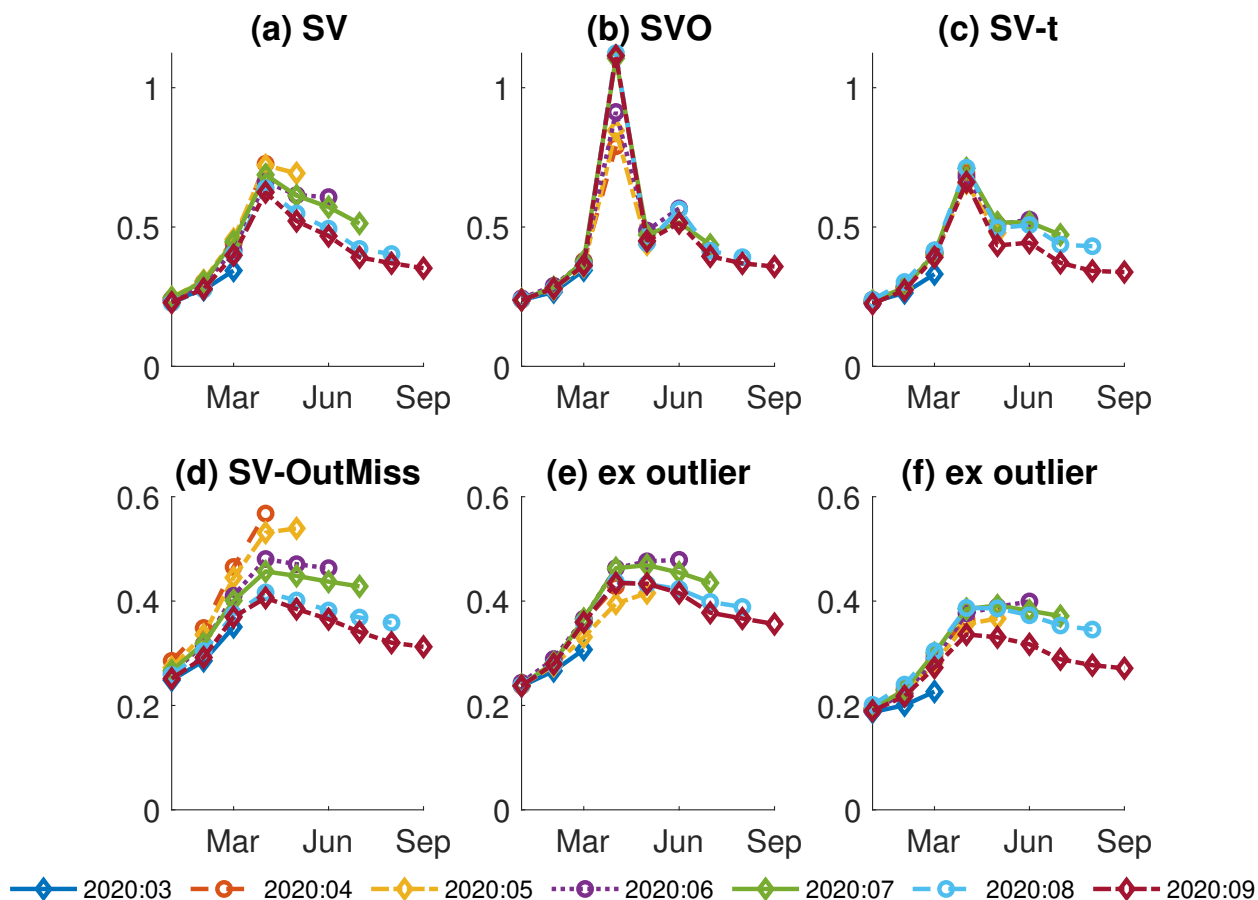 (a) SV
(b) SVO
(c) SV-t
1
0.5
0
Mar Jun Sep
1
0.5
0
Mar Jun Sep
1
0.5
0
Mar Jun Sep
(d) SV-OutMiss
(e) ex outlier
(f) ex outlier
0.6
0.4
0.2
0
Mar Jun Sep
0.6
0.4
0.2
0
Mar Jun Sep
0.6
0.4
0.2
0
Mar Jun Sep
2020:03 2020:04 2020:05 2020:06 2020:07 2020:08 2020:09